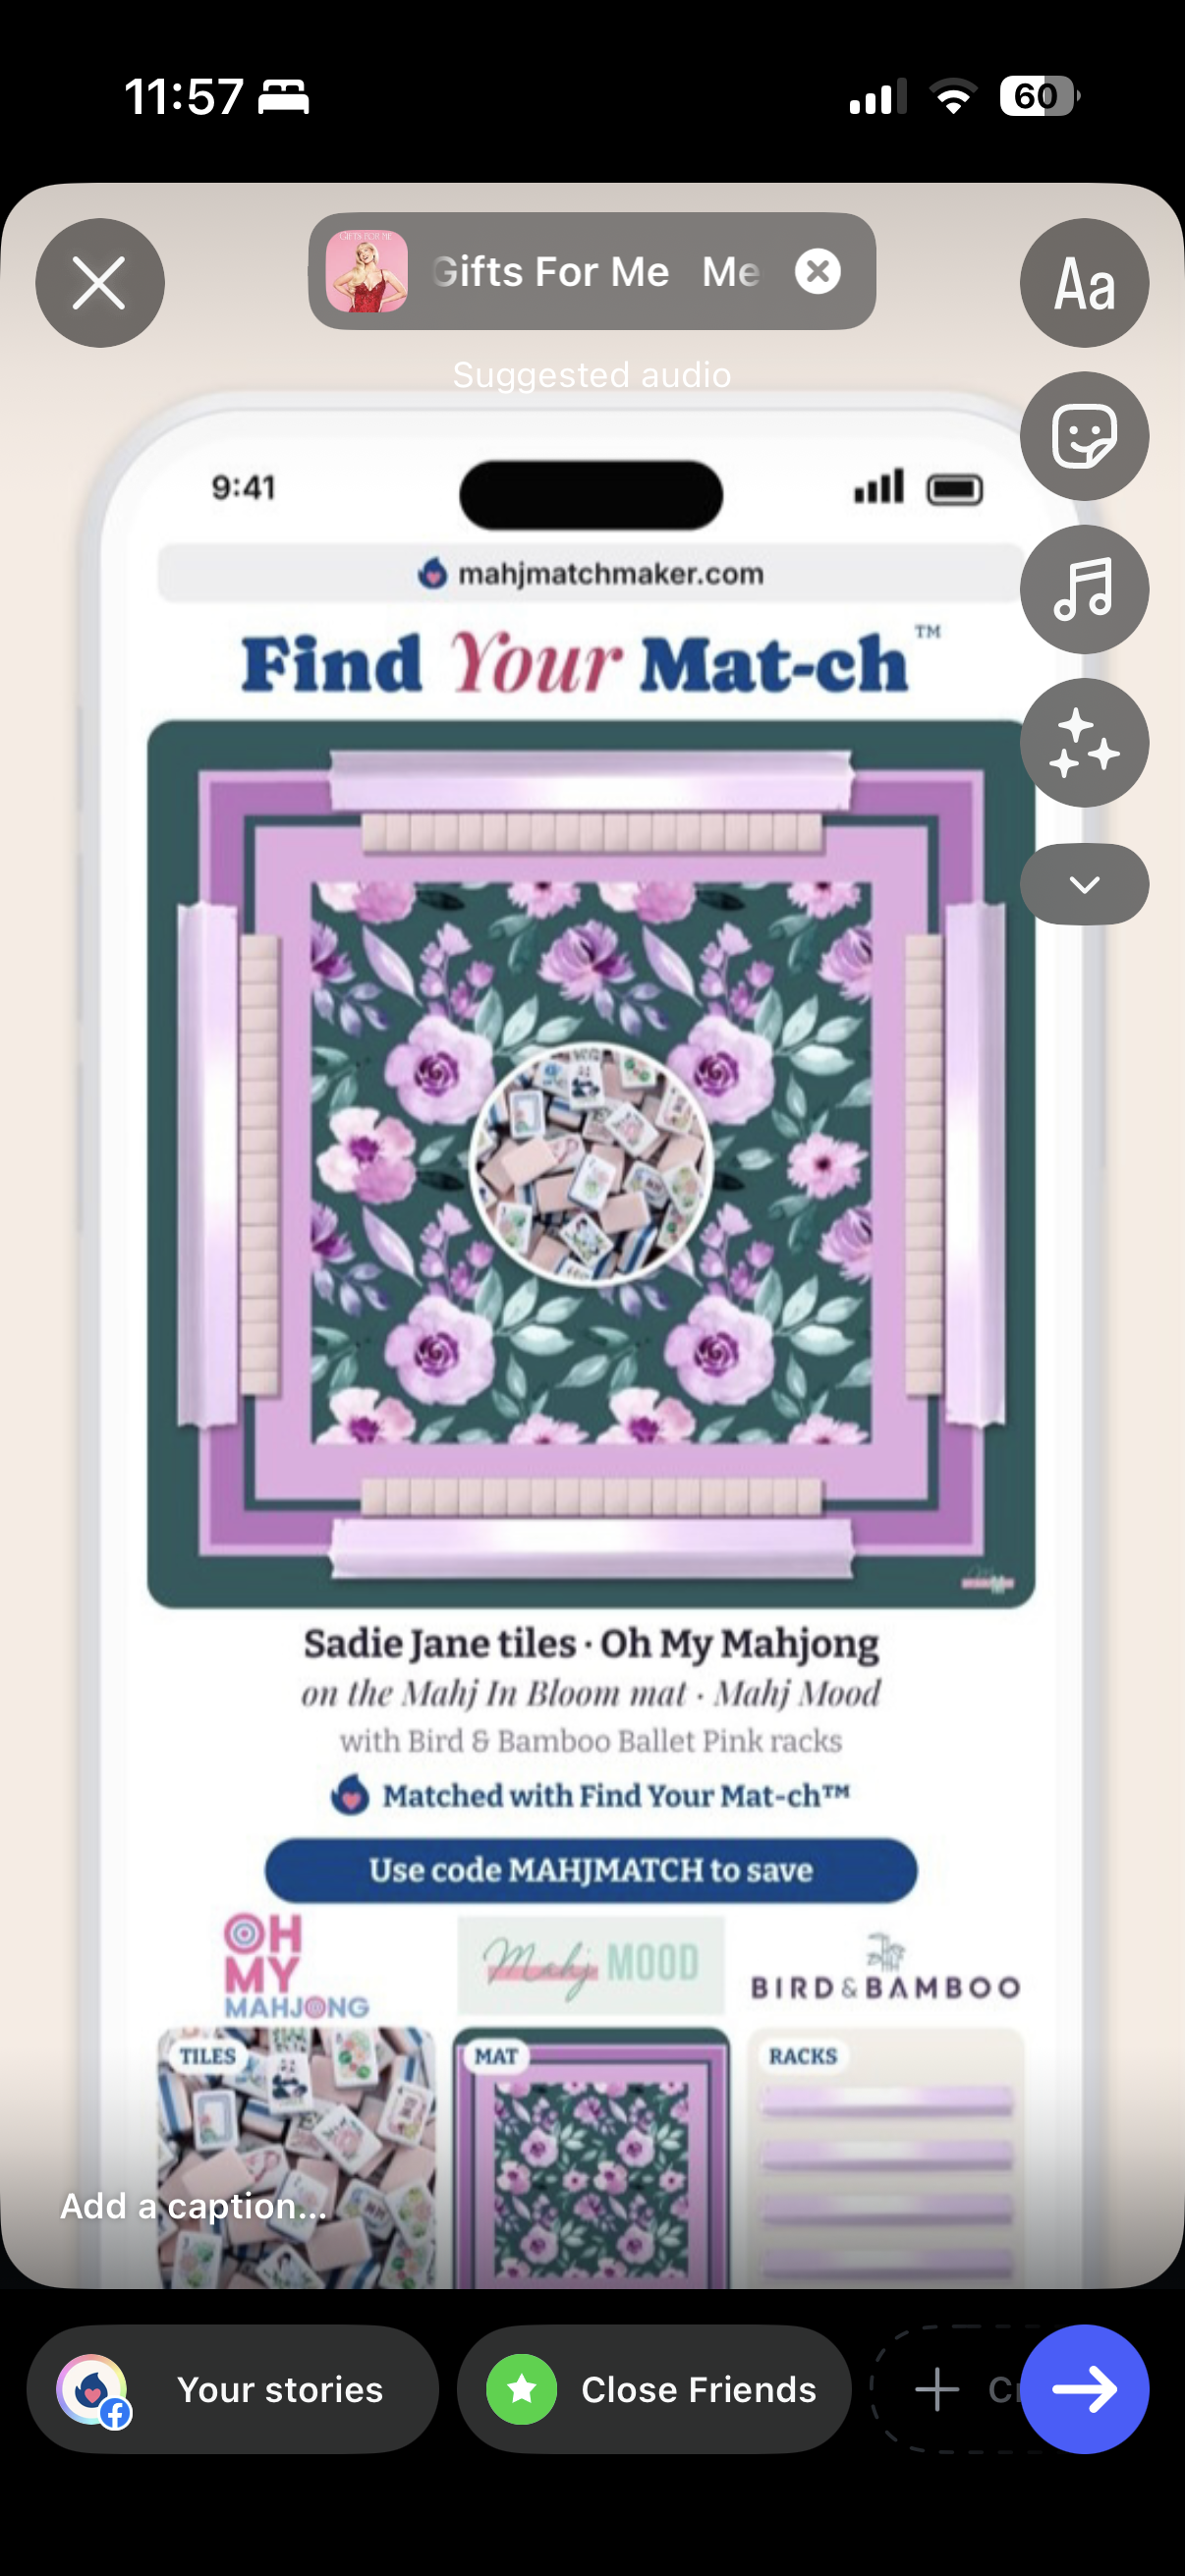 11:57
60
GIFTS FOR ME
Gifts For Me Me
Aa
Suggested audio
9:41
mahjmatchmaker.com
Find Your Mat-ch™
Sadie Jane tiles · Oh My Mahjong
on the Mahj In Bloom mat · Mahj Mood
with Bird & Bamboo Ballet Pink racks
Matched with Find Your Mat-ch™
Use code MAHJMATCH to save
OH
MY
MAHJONG
Mahj MOOD
BIRD & BAMBOO
TILES
MAT
RACKS
Add a caption...
Your stories
Close Friends